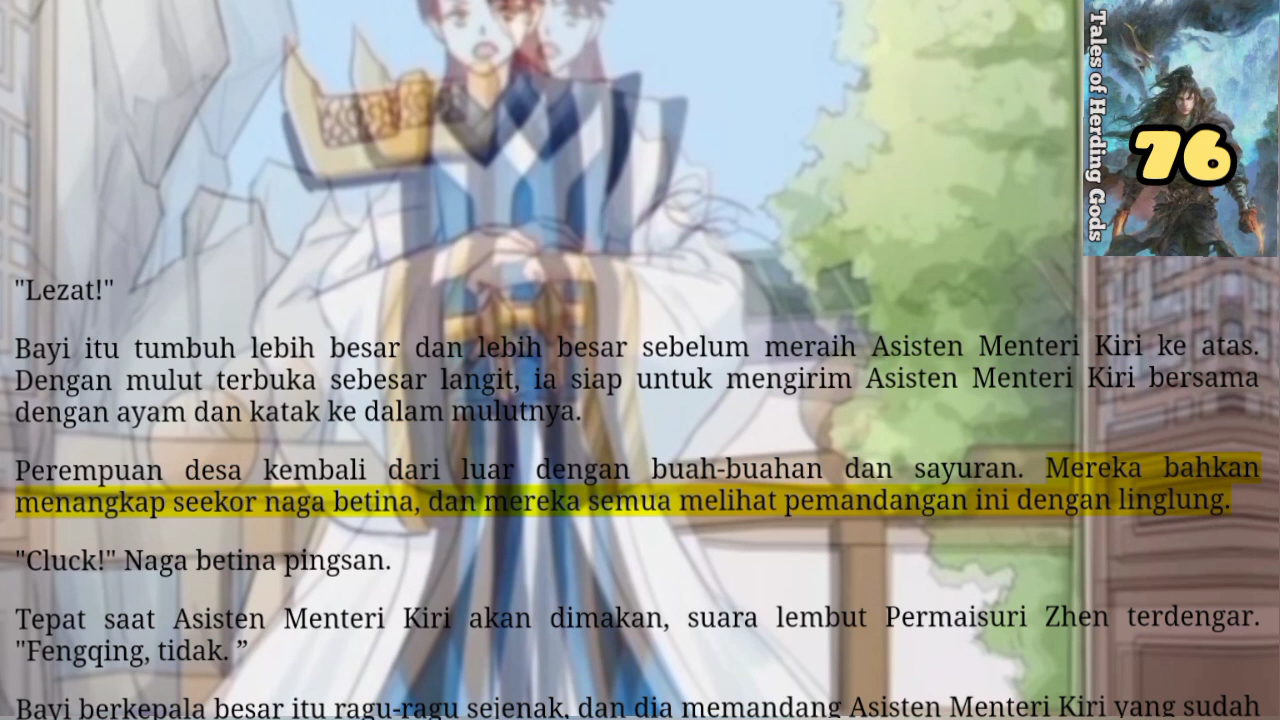 "Lezat!"
Bayi itu tumbuh lebih besar dan lebih besar sebelum meraih Asisten Menteri Kiri ke atas.
Dengan mulut terbuka sebesar langit, ia siap untuk mengirim Asisten Menteri Kiri bersama
dengan ayam dan katak ke dalam mulutnya.
Perempuan desa kembali dari luar dengan buah-buahan dan sayuran. Mereka bahkan
menangkap seekor naga betina, dan mereka semua melihat pemandangan ini dengan linglung.
"Cluck!" Naga betina pingsan.
Tepat saat Asisten Menteri Kiri akan dimakan, suara lembut Permaisuri Zhen terdengar.
"Fengqing, tidak. ”
Bayi berkepala besar itu ragu-ragu sejenak, dan dia memandang Asisten Menteri Kiri yang sudah
Tales of Herding Gods
76